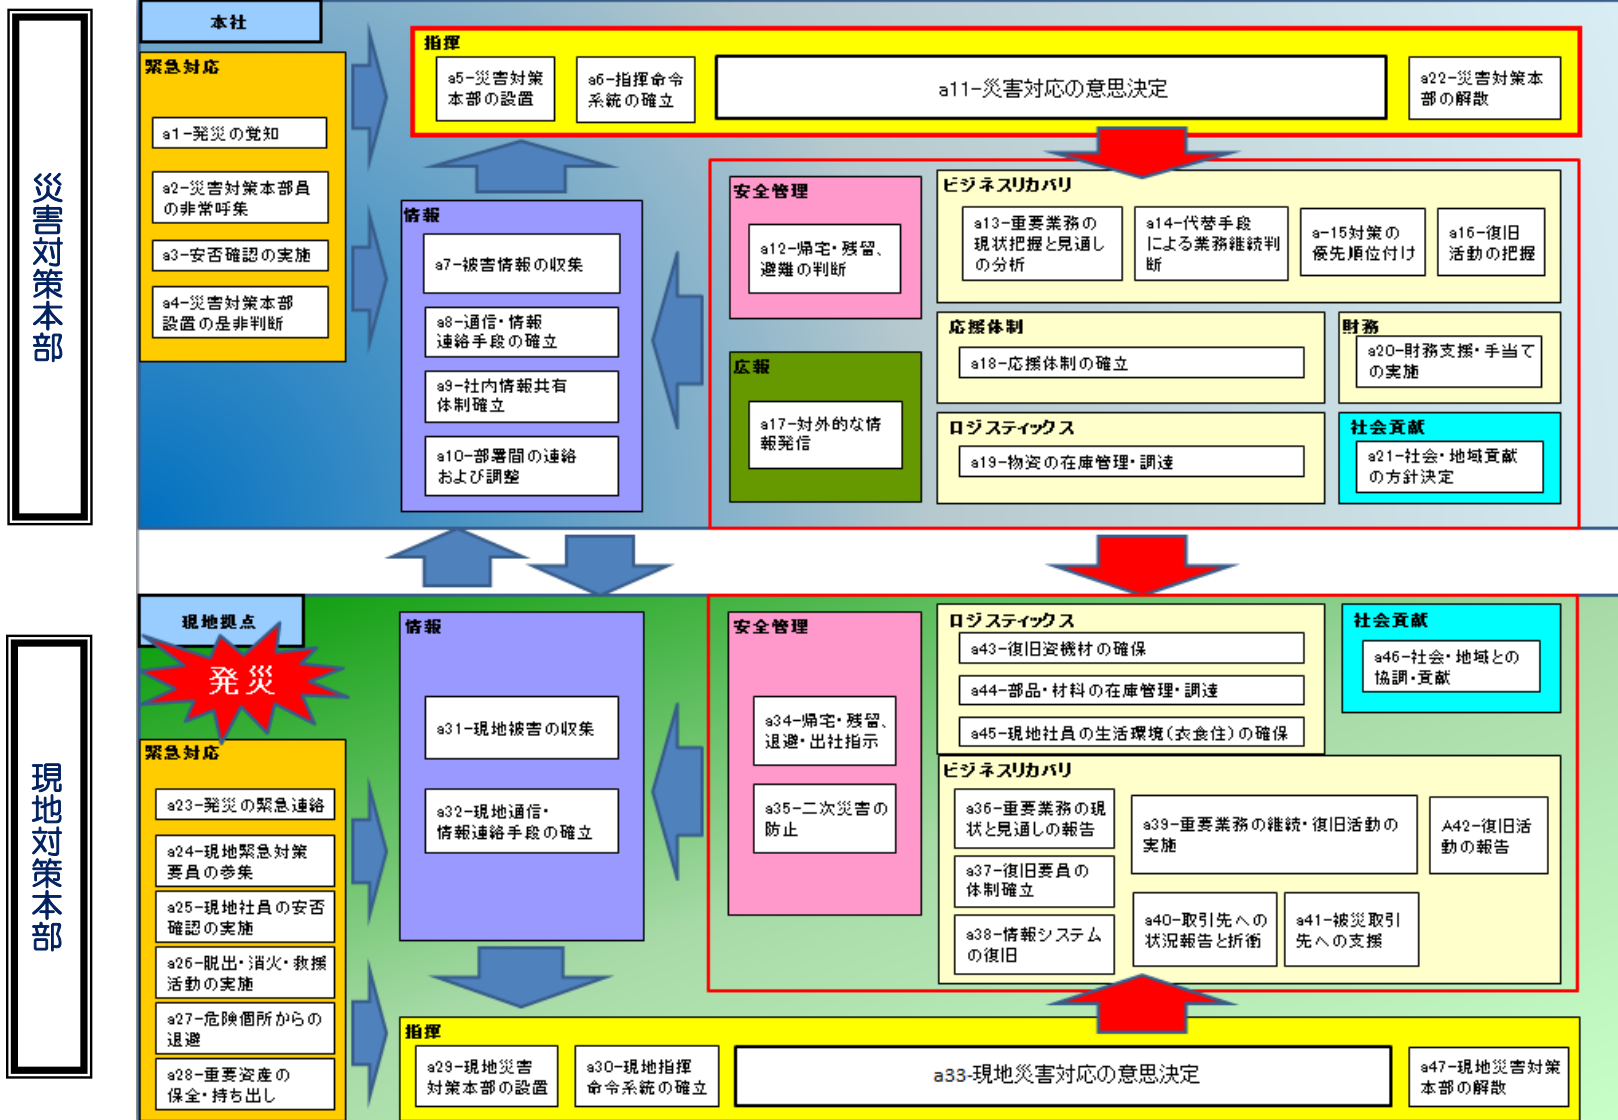 災害対策本部
本社
緊急対応
a1-発災の覚知
a2-災害対策本部員
の非常呼集
a3-安否確認の実施
a4-災害対策本部
設置の是非判断
指揮
a5-災害対策
本部の設置
a6-指揮命令
系統の確立
a11-災害対応の意思決定
a22-災害対策本
部の解散
情報
a7-被害情報の収集
a8-通信・情報
連絡手段の確立
a9-社内情報共有
体制確立
a10-部署間の連絡
および調整
安全管理
a12-帰宅・残留、
避難の判断
広報
a17-対外的な情
報発信
ビジネスリカバリ
a13-重要業務の
現状把握と見通し
の分析
a14-代替手段
による業務継続判
断
a-15対策の
優先順位付け
a16-復旧
活動の把握
応援体制
a18-応援体制の確立
財務
a20-財務支援・手当て
の実施
ロジスティックス
a19-物資の在庫管理・調達
社会貢献
a21-社会・地域貢献
の方針決定
現地対策本部
現地拠点
発災
緊急対応
a23-発災の緊急連絡
a24-現地緊急対策
要員の参集
a25-現地社員の安否
確認の実施
a26-脱出・消火・救援
活動の実施
a27-危険個所からの
退避
a28-重要資産の
保全・持ち出し
情報
a31-現地被害の収集
a32-現地通信・
情報連絡手段の確立
安全管理
a34-帰宅・残留、
退避・出社指示
a35-二次災害の
防止
ロジスティックス
a43-復旧資機材の確保
a44-部品・材料の在庫管理・調達
a45-現地社員の生活環境(衣食住)の確保
社会貢献
a46-社会・地域との
協調・貢献
ビジネスリカバリ
a36-重要業務の現
状と見通しの報告
a37-復旧要員の
体制確立
a38-情報システム
の復旧
a39-重要業務の継続・復旧活動の
実施
a40-取引先への
状況報告と折衝
a41-被災取引
先への支援
A42-復旧活
動の報告
指揮
a29-現地災害
対策本部の設置
a30-現地指揮
命令系統の確立
a33-現地災害対応の意思決定
a47-現地災害対策
本部の解散